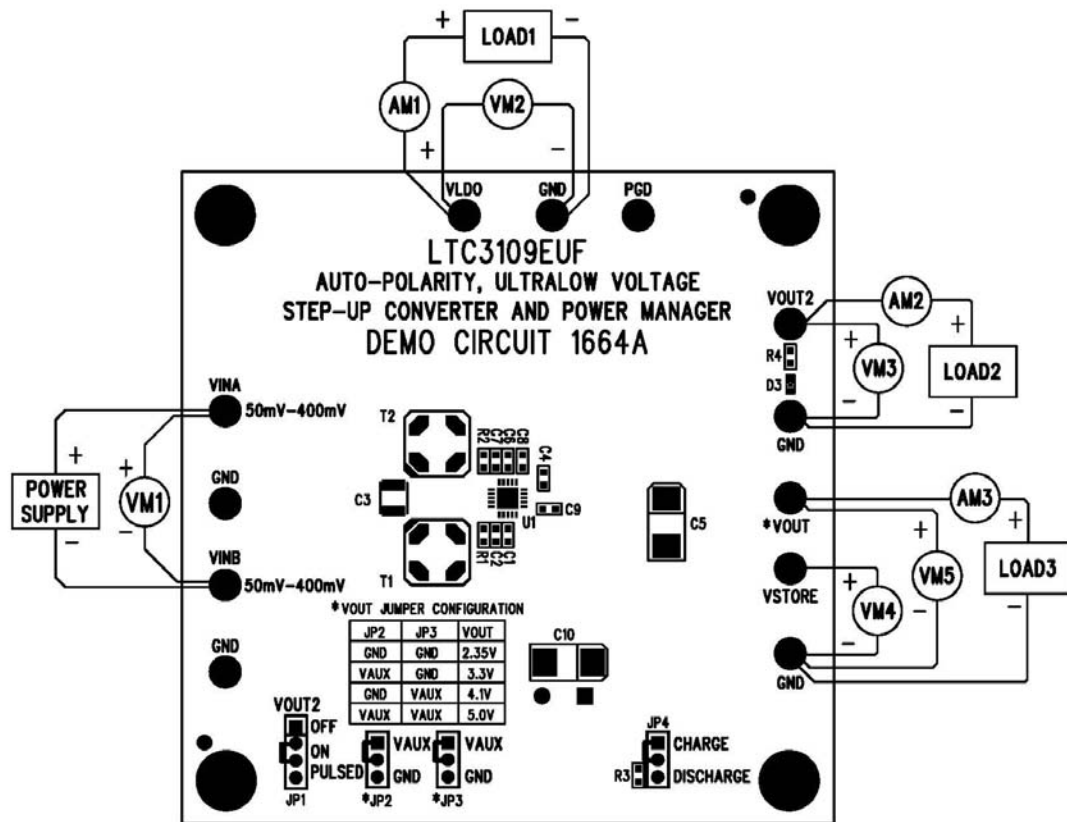 + LOAD1 -
AM1
VM2
+ -
VLDO GND PGD
LTC3109EUF
AUTO-POLARITY, ULTRALOW VOLTAGE
STEP-UP CONVERTER AND POWER MANAGER
DEMO CIRCUIT 1664A
VOUT2
AM2
+
+
R4
VM3
LOAD2
D3
-
-
GND
VINA
50mV-400mV
+
+
POWER
SUPPLY
VM1
-
-
GND
VINB
50mV-400mV
GND
T2
R2 C7 C6 C8
C4
C3
U1
C9
R1 C2 C1
T1
C5
*VOUT
AM3
+
+
LOAD3
VSTORE
+
VM5
VM4
-
-
-
GND
*VOUT JUMPER CONFIGURATION
JP2 JP3 VOUT
GND GND 2.35V
VAUX GND 3.3V
GND VAUX 4.1V
VAUX VAUX 5.0V
C10
VOUT2
OFF
ON
PULSED
JP1
VAUX
GND
*JP2
VAUX
GND
*JP3
JP4
CHARGE
R3
DISCHARGE